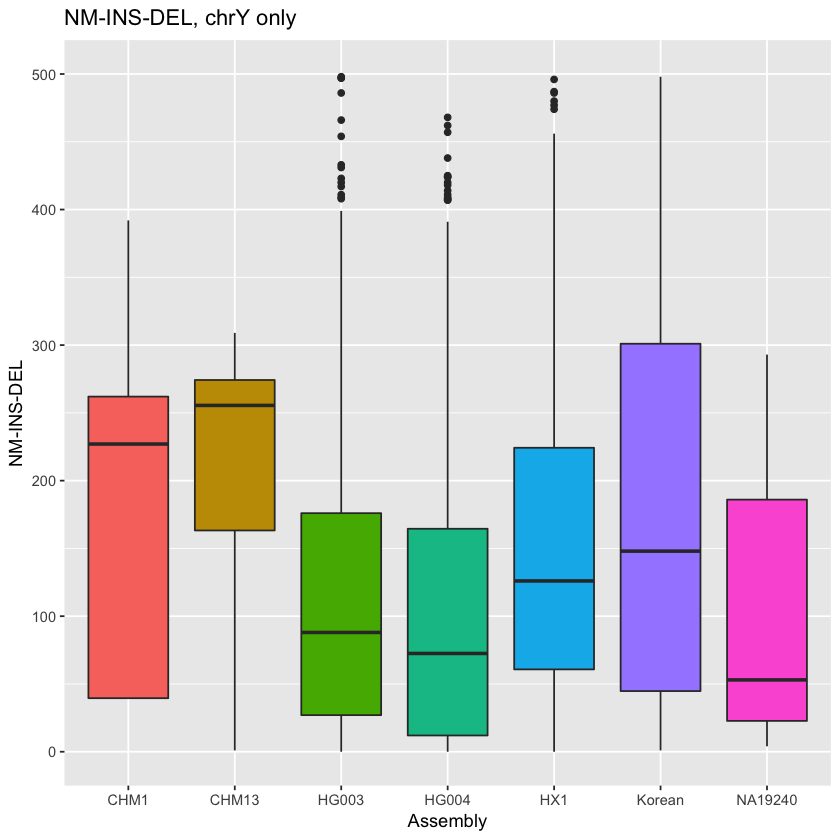 NM-INS-DEL, chrY only
500
400
300
200
100
0
NM-INS-DEL
CHM1 CHM13 HG003 HG004 HX1 Korean NA19240
Assembly